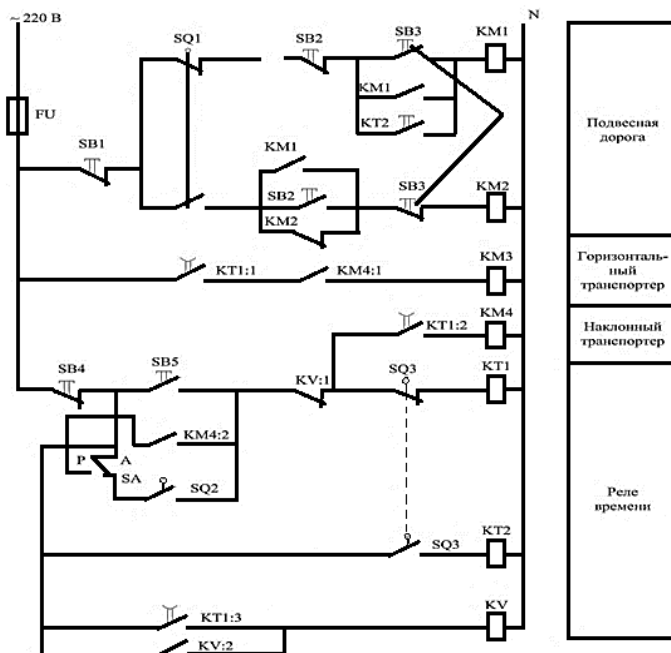 ~ 220 В
N
SQ1
SB2
SB3
KM1
FU
KM1
KT2
SB1
KM1
SB2
SB3
KM2
KM2
Подвесная
дорога
KT1:1
KM4:1
KM3
Горизонталь-
ный
транспортер
KT1:2
KM4
Наклонный
транспортер
SB4
SB5
KV:1
SQ3
KT1
KM4:2
P
A
SA
SQ2
Реле
времени
SQ3
KT2
KT1:3
KV
KV:2